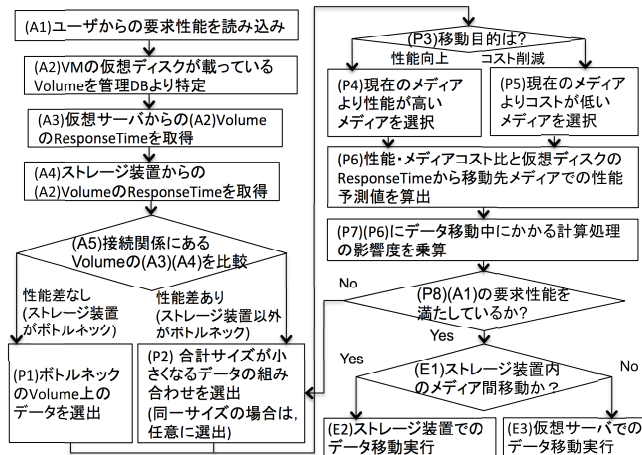 (A1)ユーザからの要求性能を読み込み
(A2)VMの仮想ディスクが載っている
Volumeを管理DBより特定
(A3)仮想サーバからの(A2)Volume
のResponseTimeを取得
(A4)ストレージ装置からの
(A2)VolumeのResponseTimeを取得
(A5)接続関係にある
Volumeの(A3)(A4)を比較
性能差なし
(ストレージ装置
がボトルネック)
性能差あり
(ストレージ装置以外
がボトルネック)
(P1)ボトルネック
のVolume上の
データを選出
(P2) 合計サイズが小
さくなるデータの組み
合わせを選出
(同一サイズの場合は,
任意に選出)
(P3)移動目的は?
性能向上
コスト削減
(P4)現在のメディア
より性能が高い
メディアを選択
(P5)現在のメディア
よりコストが低い
メディアを選択
(P6)性能・メディアコスト比と仮想ディスクの
ResponseTimeから移動先メディアでの性能
予測値を算出
(P7)(P6)にデータ移動中にかかる計算処理
の影響度を乗算
No
(P8)(A1)の要求性能を
満たしているか?
Yes
Yes
(E1)ストレージ装置内
のメディア間移動か?
No
(E2)ストレージ装置での
データ移動実行
(E3)仮想サーバでの
データ移動実行